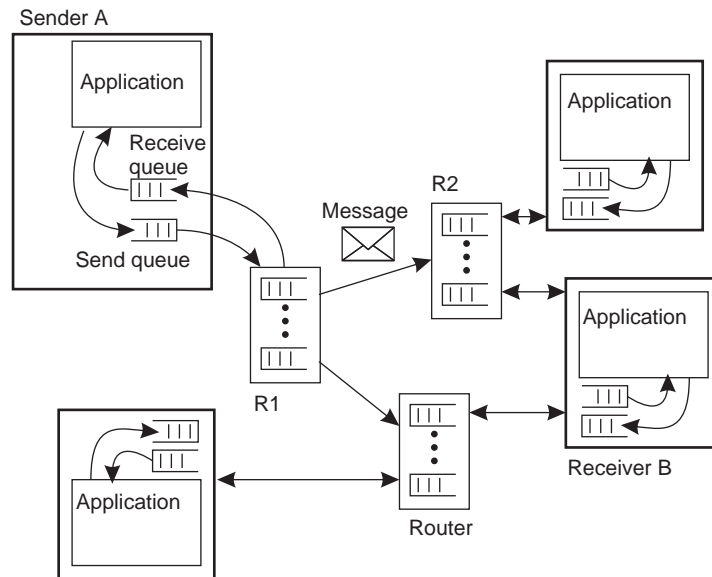 Sender A
Application
Receive
queue
Send queue
Message
R2
Application
R1
Application
Receiver B
Application
Router